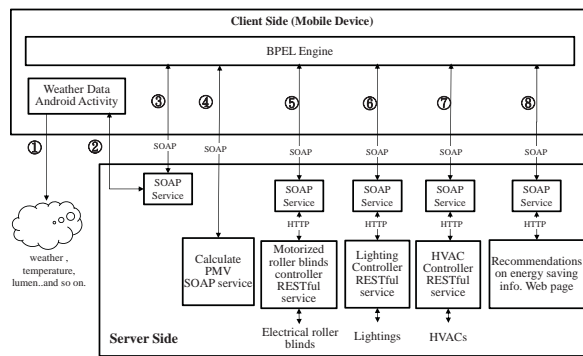 Client Side (Mobile Device)
BPEL Engine
Weather Data
Android Activity
①
②
③
④
⑤
⑥
⑦
⑧
SOAP
SOAP
SOAP
SOAP
SOAP
SOAP
SOAP
Service
SOAP
Service
SOAP
Service
SOAP
Service
SOAP
Service
HTTP
HTTP
HTTP
HTTP
weather ,
temperature,
lumen..and so on.
Calculate
PMV
SOAP service
Motorized
roller blinds
controller
RESTful
service
Lighting
Controller
RESTful
service
HVAC
Controller
RESTful
service
Recommendations
on energy saving
info. Web page
Server Side
Electrical roller
blinds
Lightings
HVACs